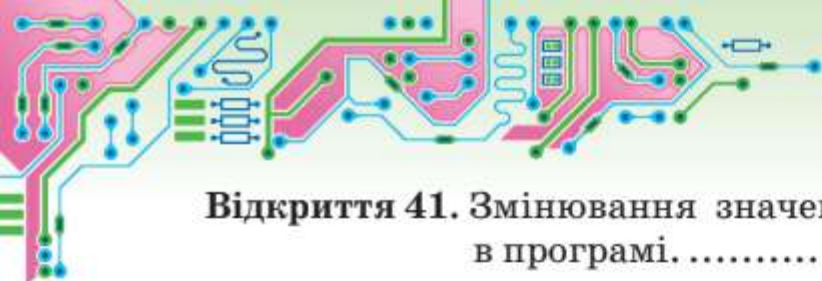 Відкриття 41. Змінювання значен
в програмі. ..........